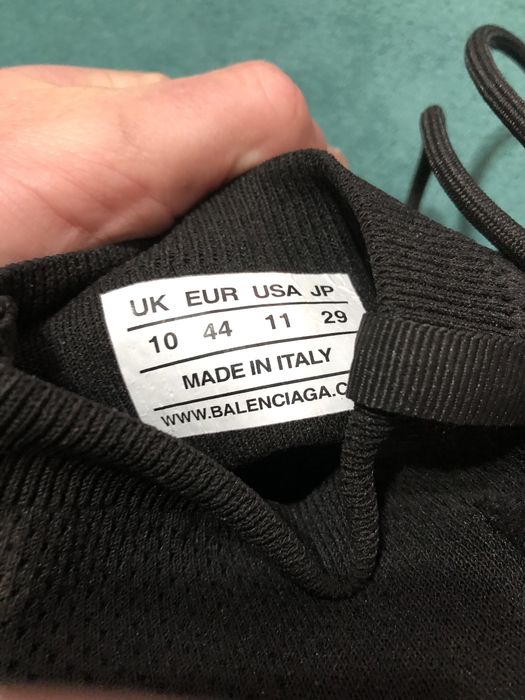 UK EUR USA JP
10 44 11 29
MADE IN ITALY
WWW.BALENCIAGA.C